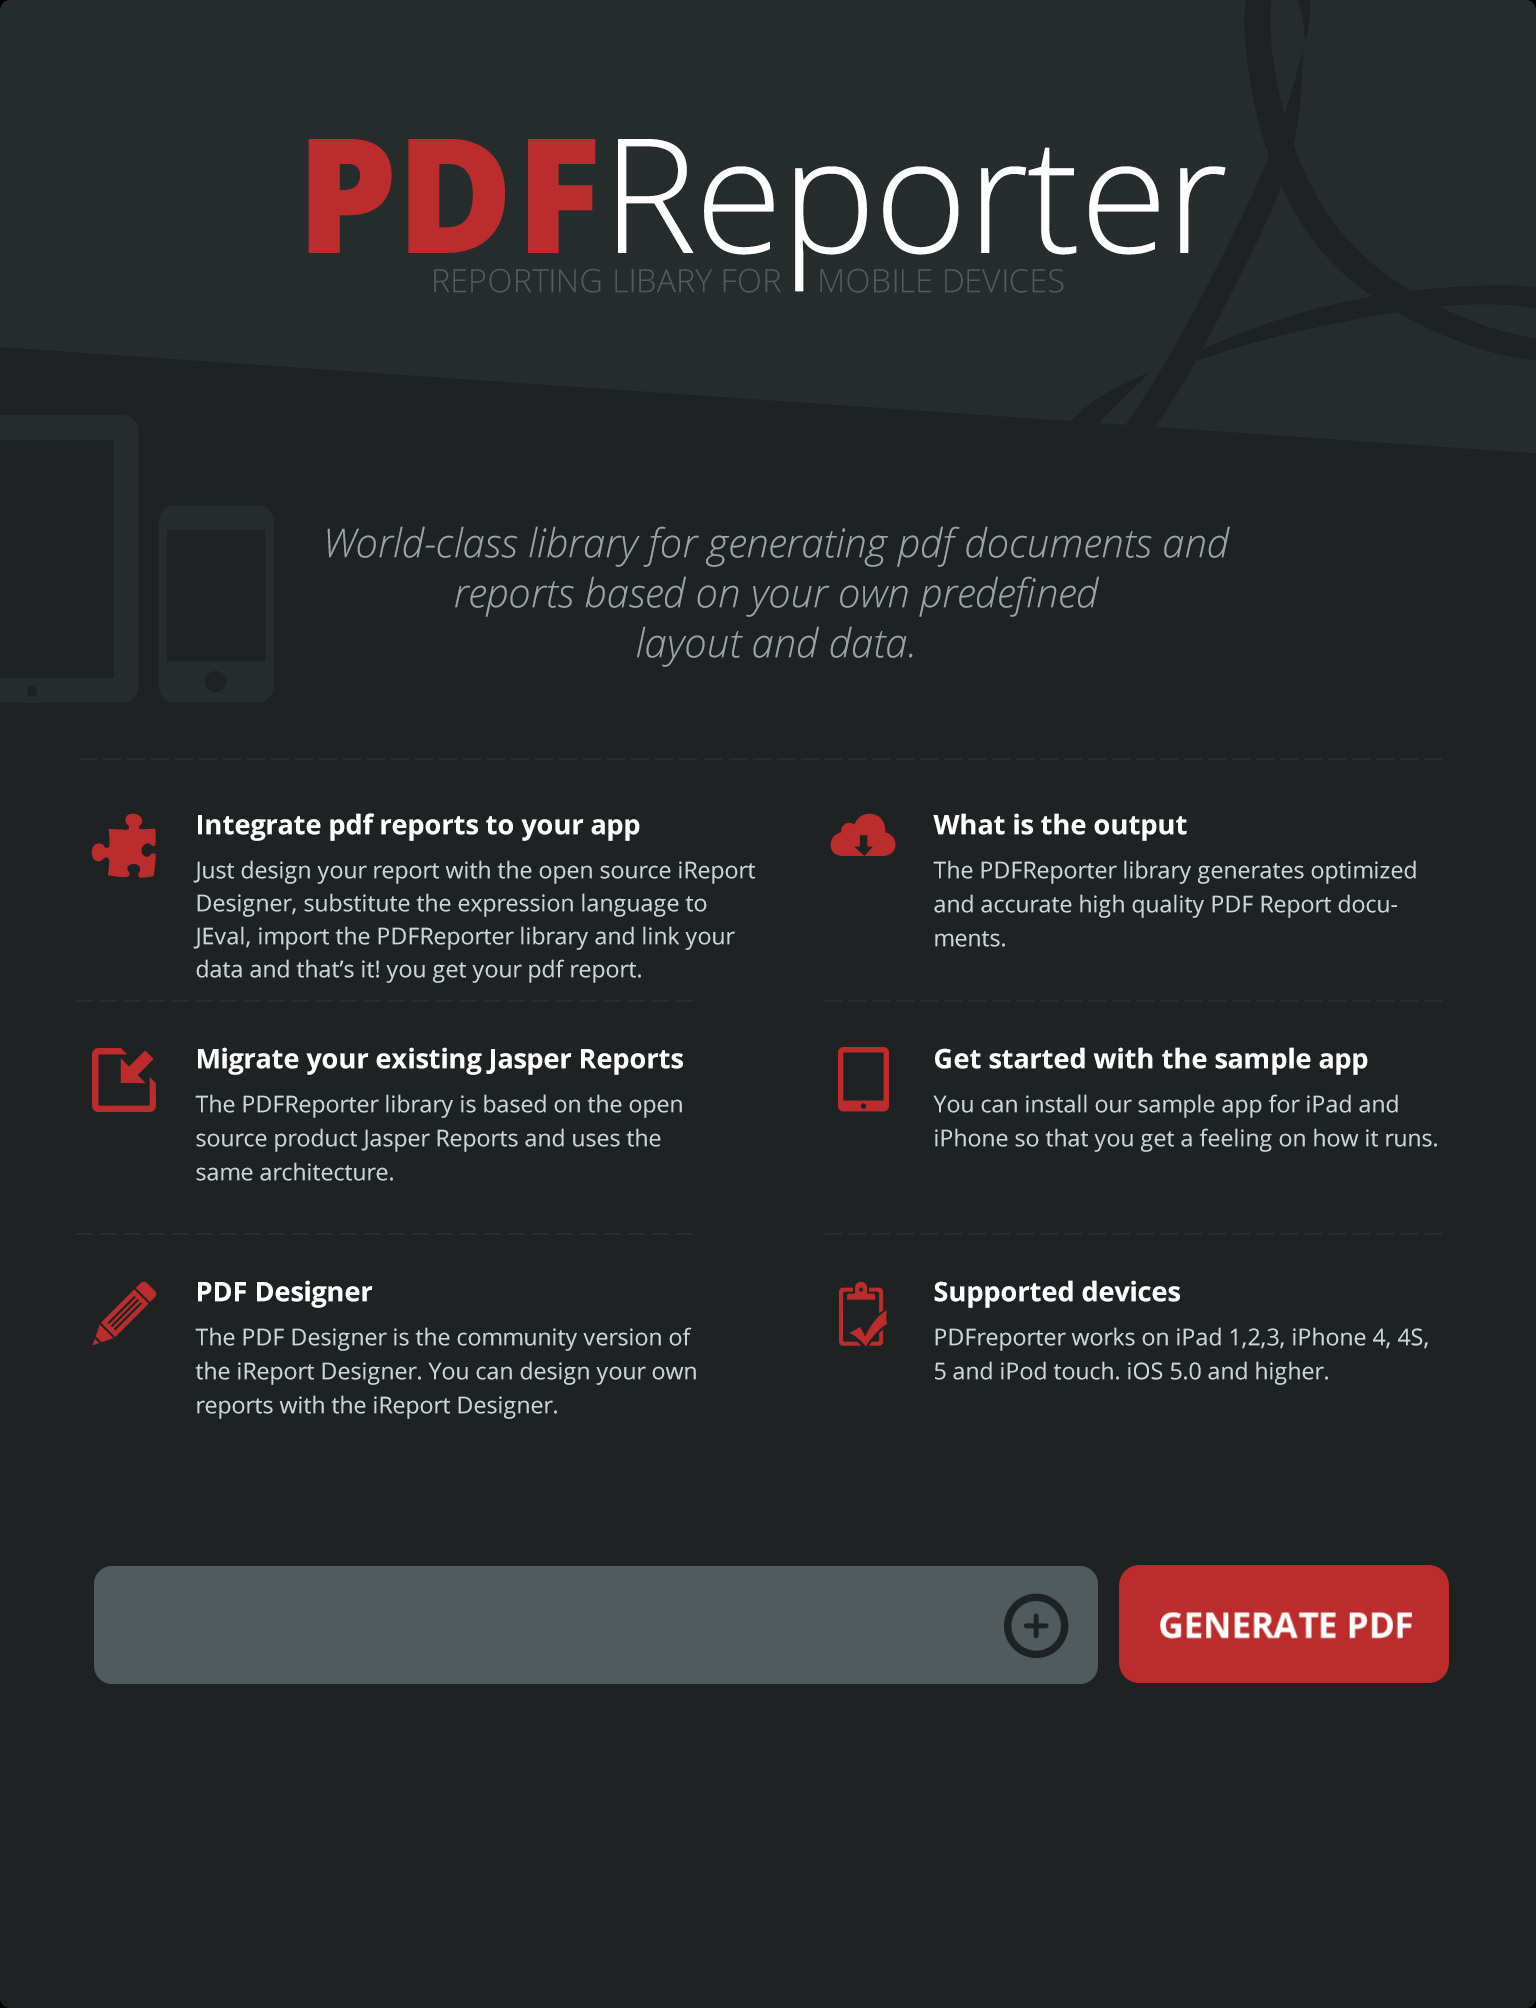 PDFReporter
REPORTING LIBARY FOR MOBILE DEVICES
World-class library for generating pdf documents and
reports based on your own predefined
layout and data.
Integrate pdf reports to your app
Just design your report with the open source iReport
Designer, substitute the expression language to
JEval, import the PDFReporter library and link your
data and that's it! you get your pdf report.
What is the output
The PDFReporter library generates optimized
and accurate high quality PDF Report docu-
ments.
Migrate your existing Jasper Reports
The PDFReporter library is based on the open
source product Jasper Reports and uses the
same architecture.
Get started with the sample app
You can install our sample app for iPad and
iPhone so that you get a feeling on how it runs.
PDF Designer
The PDF Designer is the community version of
the iReport Designer. You can design your own
reports with the iReport Designer.
Supported devices
PDFreporter works on iPad 1,2,3, iPhone 4, 4S,
5 and iPod touch. iOS 5.0 and higher.
GENERATE PDF